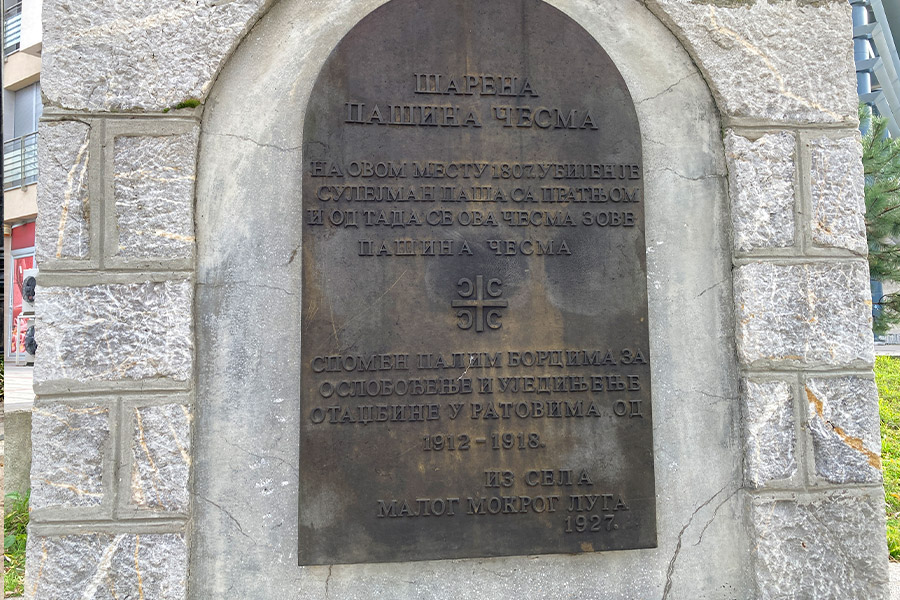 ШАРЕНА
ПАШИНА ЧЕСМА
НА ОВОМ МЕСТУ 1807 УБИЈЕН ЈЕ
СУЛЕЈМАН ПАША СА ПРАТЊОМ
И ОД ТАДА СЕ ОВА ЧЕСМА ЗОВЕ
ПАШИНА ЧЕСМА
СПОМЕН ПАЛИМ БОРЦИМА ЗА
ОСЛОБОЂЕЊЕ И УЈЕДИЊЕЊЕ
ОТАЏБИНЕ У РАТОВИМА ОД
1912-1918.
ИЗ СЕЛА
МАЛОГ МОКРОГ ЛУГА
1927.